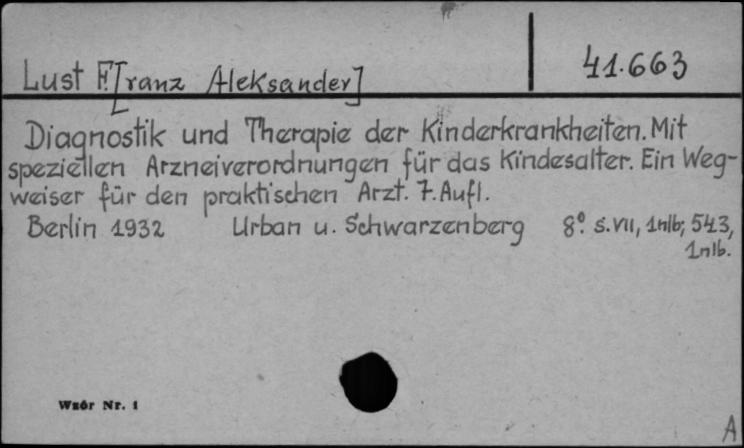 41.663
Lust F.[ranz Aleksander]
Diagnostik und Therapie der Kinderkrankheiten. Mit
speziellen Arzneiverordnungen für das Kindesalter. Ein Weg-
weiser für den praktischen Arzt. 7. Aufl.
Berlin 1932 Urban u. Schwarzenberg 8º. s. VII, 1nlb; 543,
1nlb.
Wzór Nr. 1
A